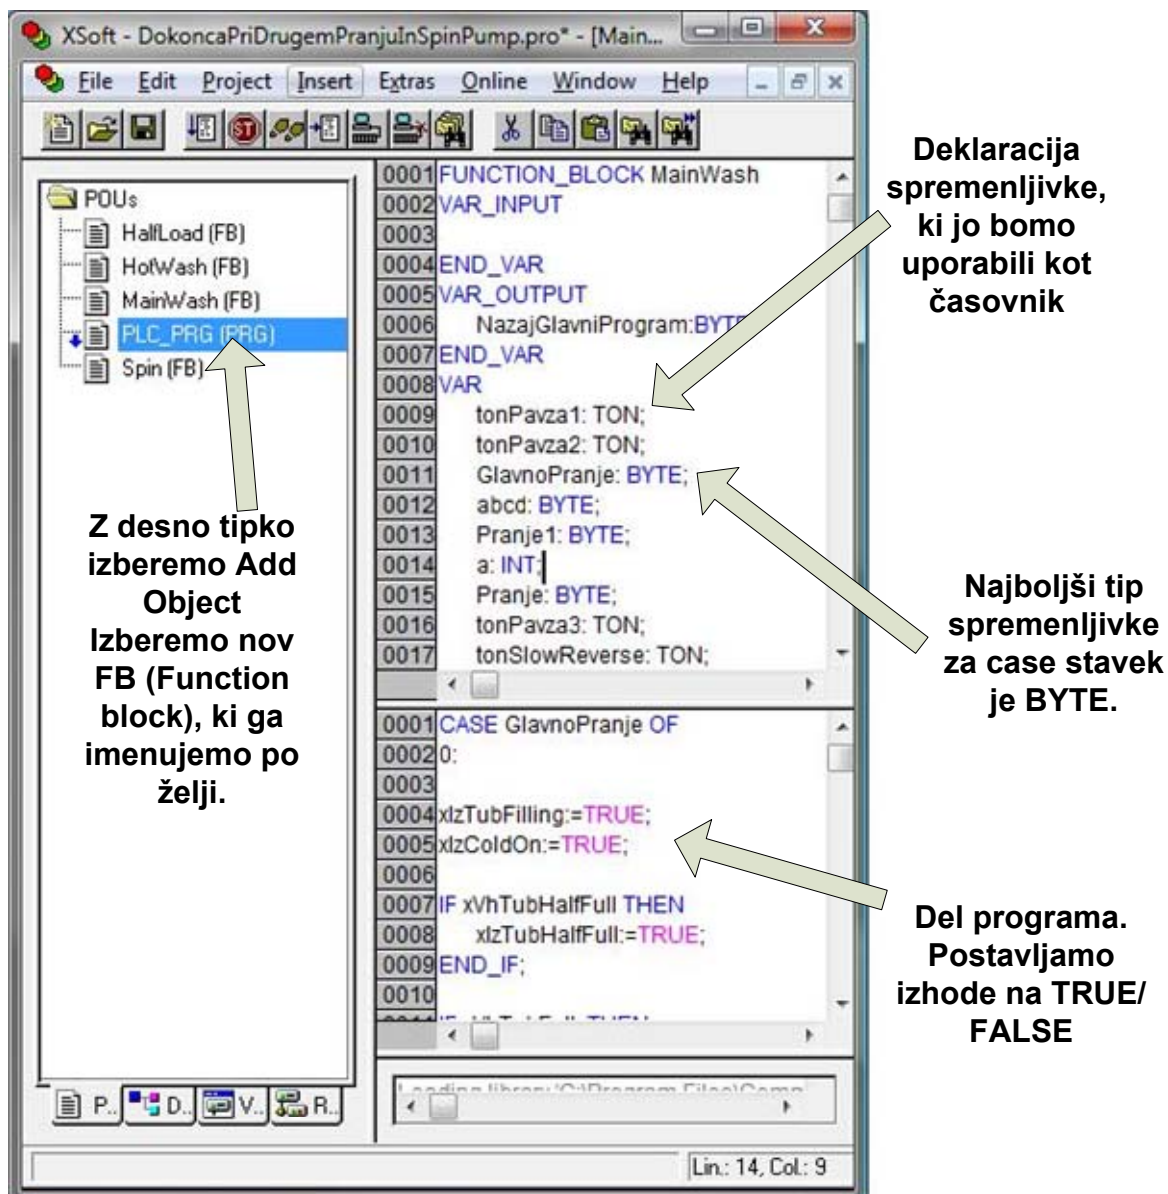 XSoft - DokoncaPriDrugemPranjuInSpinPump.pro* - [Main...
File Edit Project Insert Extras Online Window Help
POUs
HalfLoad (FB)
HotWash (FB)
MainWash (FB)
PLC_PRG (PRG)
Spin (FB)
Z desno tipko
izberemo Add
Object
Izberemo nov
FB (Function
block), ki ga
imenujemo po
želji.
0001 FUNCTION_BLOCK MainWash
0002 VAR_INPUT
0003
0004 END_VAR
0005 VAR_OUTPUT
0006 NazajGlavniProgram:BYTE
0007 END_VAR
0008 VAR
0009 tonPavza1: TON;
0010 tonPavza2: TON;
0011 GlavnoPranje: BYTE;
0012 abcd: BYTE;
0013 Pranje1: BYTE;
0014 a: INT;
0015 Pranje: BYTE;
0016 tonPavza3: TON;
0017 tonSlowReverse: TON;
0001 CASE GlavnoPranje OF
0002 0:
0003
0004 xIzTubFilling:=TRUE;
0005 xIzColdOn:=TRUE;
0006
0007 IF xVhTubHalfFull THEN
0008 xIzTubHalfFull:=TRUE;
0009 END_IF;
0010
Deklaracija
spremenljivke,
ki jo bomo
uporabili kot
časovnik
Najboljši tip
spremenljivke
za case stavek
je BYTE.
Del programa.
Postavljamo
izhode na TRUE/
FALSE
P.. D.. V.. R..
Loading library 'C:\Program Files\Comp
Lin.: 14, Col.: 9